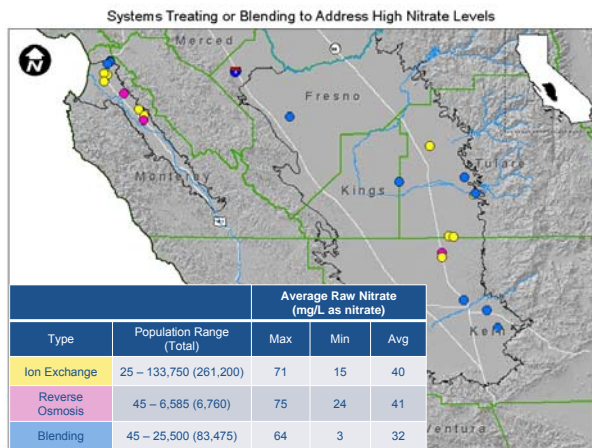 Systems Treating or Blending to Address High Nitrate Levels
Merced
N
Fresno
Tulare
Monterey
Kings
Kern
Ventura
Average Raw Nitrate
(mg/L as nitrate)
Type
Population Range
(Total)
Max
Min
Avg
Ion Exchange
25 – 133,750 (261,200)
71
15
40
Reverse
Osmosis
45 – 6,585 (6,760)
75
24
41
Blending
45 – 25,500 (83,475)
64
3
32